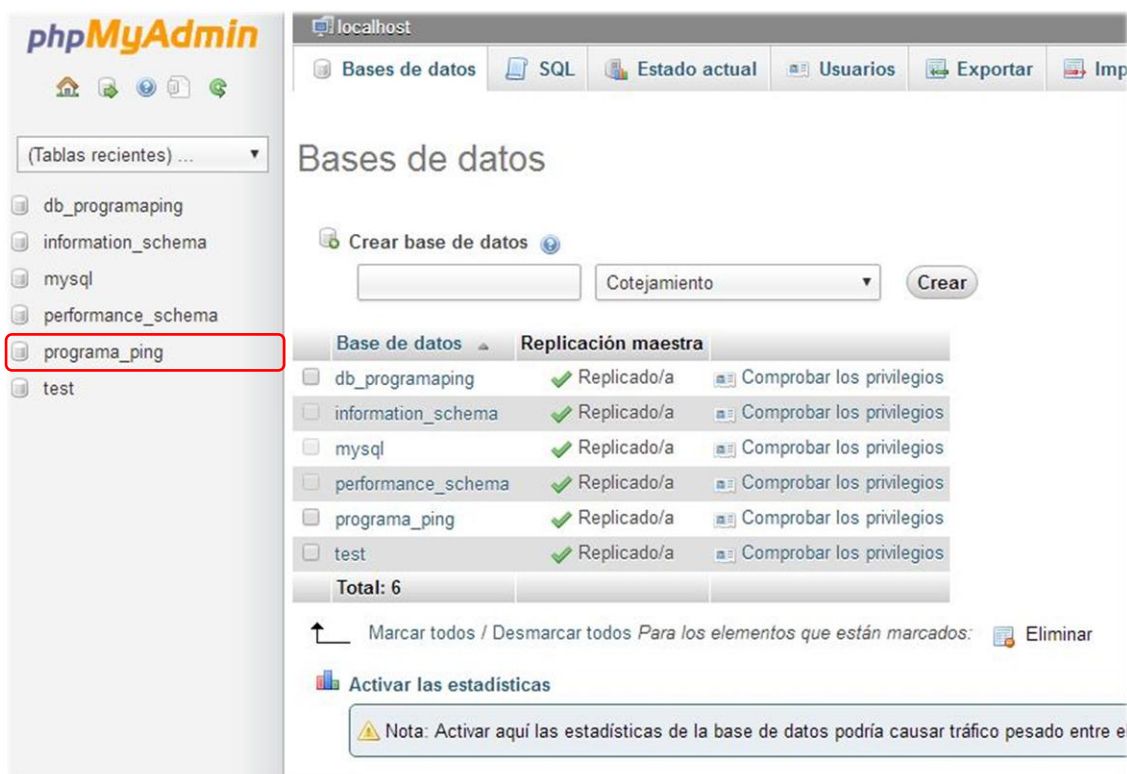 phpMyAdmin
(Tablas recientes) ...
db_programaping
information_schema
mysql
performance_schema
programa_ping
test
localhost
Bases de datos SQL Estado actual Usuarios Exportar Imp
Bases de datos
Crear base de datos
Cotejamiento Crear
Base de datos Replicación maestra
db_programaping Replicado/a Comprobar los privilegios
information_schema Replicado/a Comprobar los privilegios
mysql Replicado/a Comprobar los privilegios
performance_schema Replicado/a Comprobar los privilegios
programa_ping Replicado/a Comprobar los privilegios
test Replicado/a Comprobar los privilegios
Total: 6
Marcar todos / Desmarcar todos Para los elementos que están marcados: Eliminar
Activar las estadísticas
Nota: Activar aquí las estadísticas de la base de datos podría causar tráfico pesado entre e